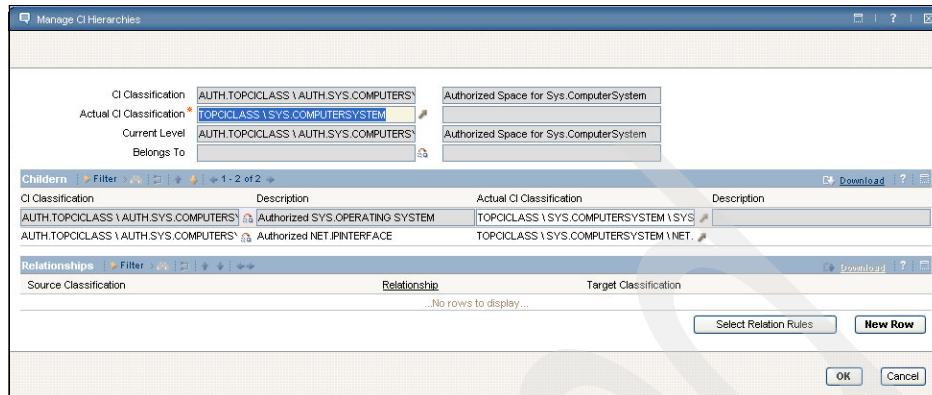 Manage CI Hierarchies ?
CI Classification AUTH.TOPCICLASS \ AUTH.SYS.COMPUTERS Authorized Space for Sys.ComputerSystem
Actual CI Classification * TOPCICLASS \ SYS.COMPUTERSYSTEM
Current Level AUTH.TOPCICLASS \ AUTH.SYS.COMPUTERS Authorized Space for Sys.ComputerSystem
Belongs To
Childern Filter 1 - 2 of 2 Download ?
CI Classification Description Actual CI Classification Description
AUTH.TOPCICLASS \ AUTH.SYS.COMPUTERS Authorized SYS.OPERATING SYSTEM TOPCICLASS \ SYS.COMPUTERSYSTEM \ SYS
AUTH.TOPCICLASS \ AUTH.SYS.COMPUTERS Authorized NET.IPINTERFACE TOPCICLASS \ SYS.COMPUTERSYSTEM \ NET.
Relationships Filter Download ?
Source Classification Relationship Target Classification
...No rows to display...
Select Relation Rules New Row
OK Cancel